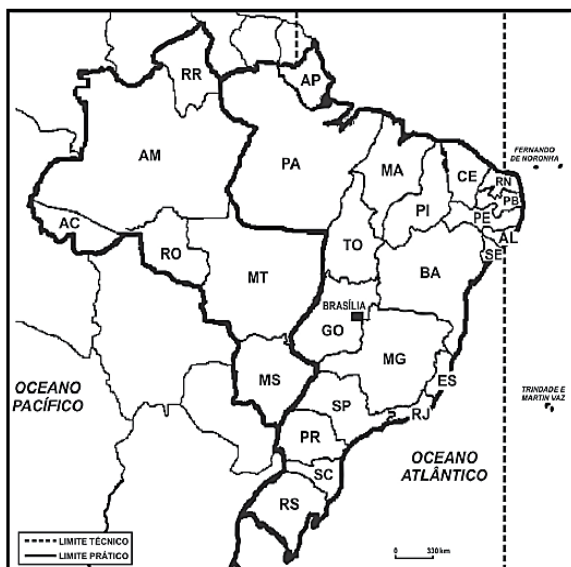 RR
AP
AM
PA
MA
CE
RN
PB
PI
PE
AL
SE
AC
RO
TO
BA
MT
BRASÍLIA
GO
MG
MS
ES
SP
RJ
PR
SC
RS
FERNANDO
DE NORONHA
OCEANO
PACÍFICO
TRINDADE E
MARTIN VAZ
OCEANO
ATLÂNTICO
LIMITE TÉCNICO
LIMITE PRÁTICO
0 330 km